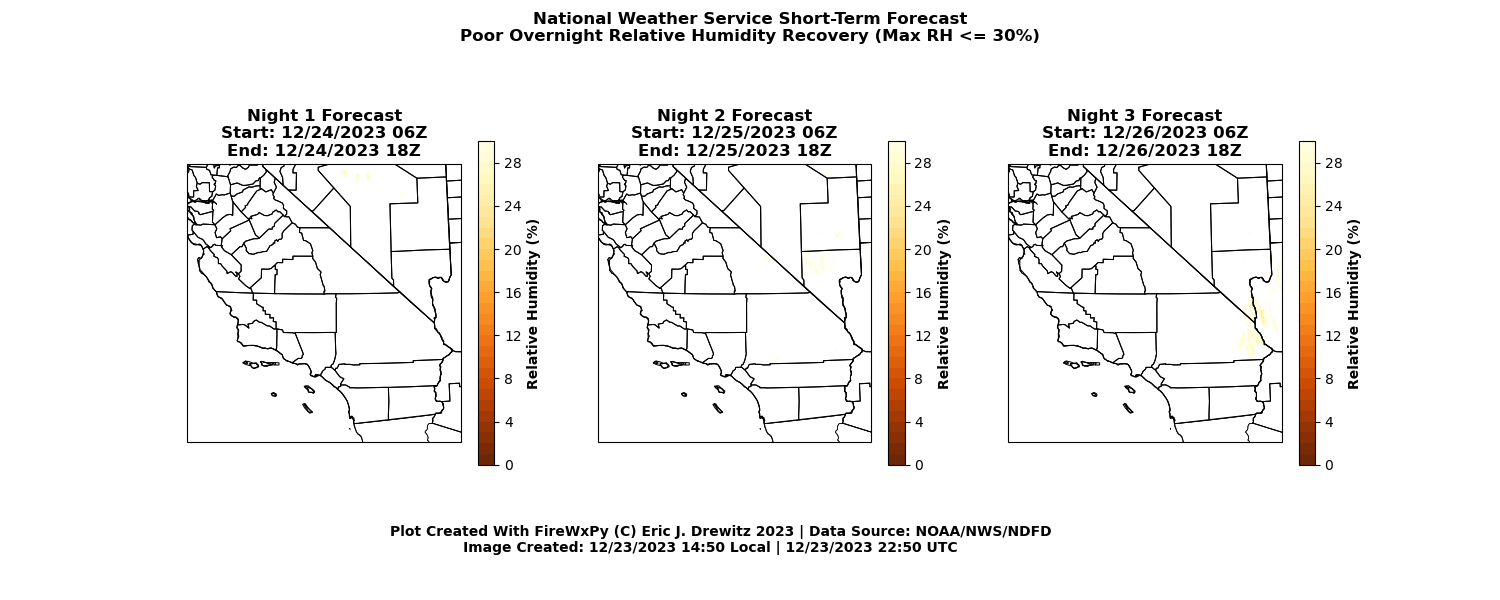 National Weather Service Short-Term Forecast
Poor Overnight Relative Humidity Recovery (Max RH <= 30%)
Night 1 Forecast
Start: 12/24/2023 06Z
End: 12/24/2023 18Z
28
24
20
16
12
8
4
0
Relative Humidity (%)
Night 2 Forecast
Start: 12/25/2023 06Z
End: 12/25/2023 18Z
28
24
20
16
12
8
4
0
Relative Humidity (%)
Night 3 Forecast
Start: 12/26/2023 06Z
End: 12/26/2023 18Z
28
24
20
16
12
8
4
0
Relative Humidity (%)
Plot Created With FireWxPy (C) Eric J. Drewitz 2023 | Data Source: NOAA/NWS/NDFD
Image Created: 12/23/2023 14:50 Local | 12/23/2023 22:50 UTC